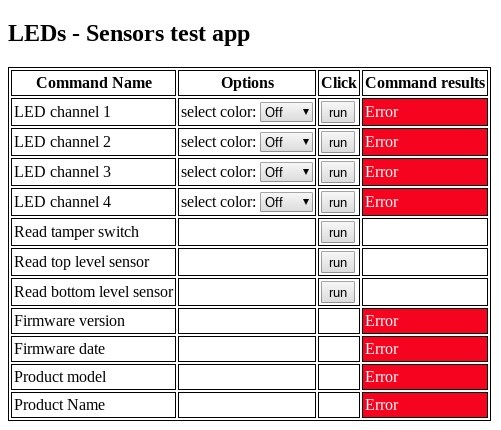 LEDs - Sensors test app
Command Name Options Click Command results
LED channel 1 select color: Off run Error
LED channel 2 select color: Off run Error
LED channel 3 select color: Off run Error
LED channel 4 select color: Off run Error
Read tamper switch run
Read top level sensor run
Read bottom level sensor run
Firmware version Error
Firmware date Error
Product model Error
Product Name Error